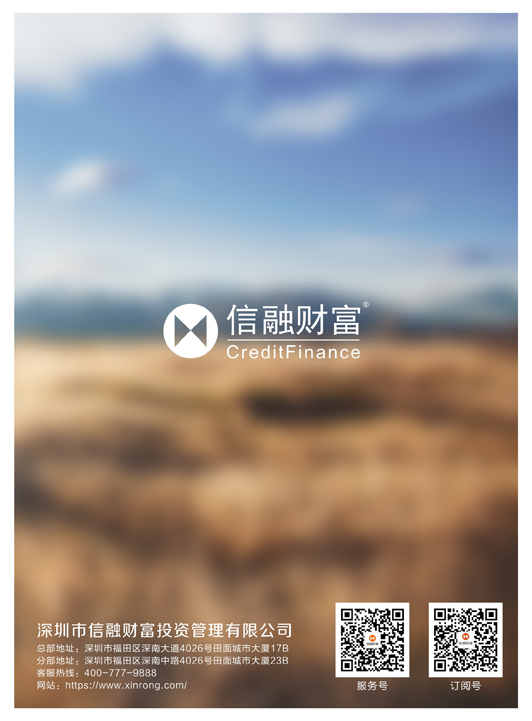 信融财富®
CreditFinance
深圳市信融财富投资管理有限公司
总部地址：深圳市福田区深南大道4026号田面城市大厦17B
分部地址：深圳市福田区深南中路4026号田面城市大厦23B
客服热线：400-777-9888
网站：https://www.xinrong.com/
服务号
订阅号